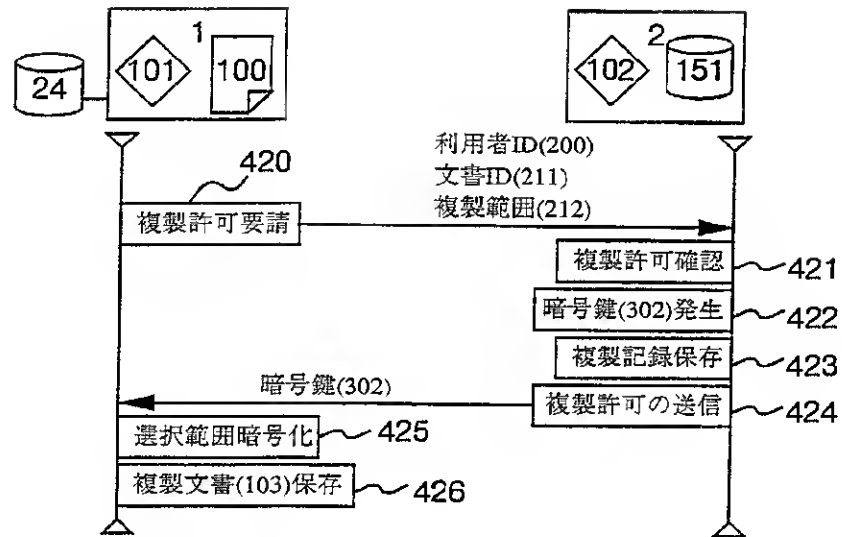 24
101
1
100
102
2
151
利用者ID(200)
文書ID(211)
複製範囲(212)
420
複製許可要請
複製許可確認
421
暗号鍵(302)発生
422
複製記録保存
423
暗号鍵(302)
複製許可の送信
424
選択範囲暗号化
425
複製文書(103)保存
426